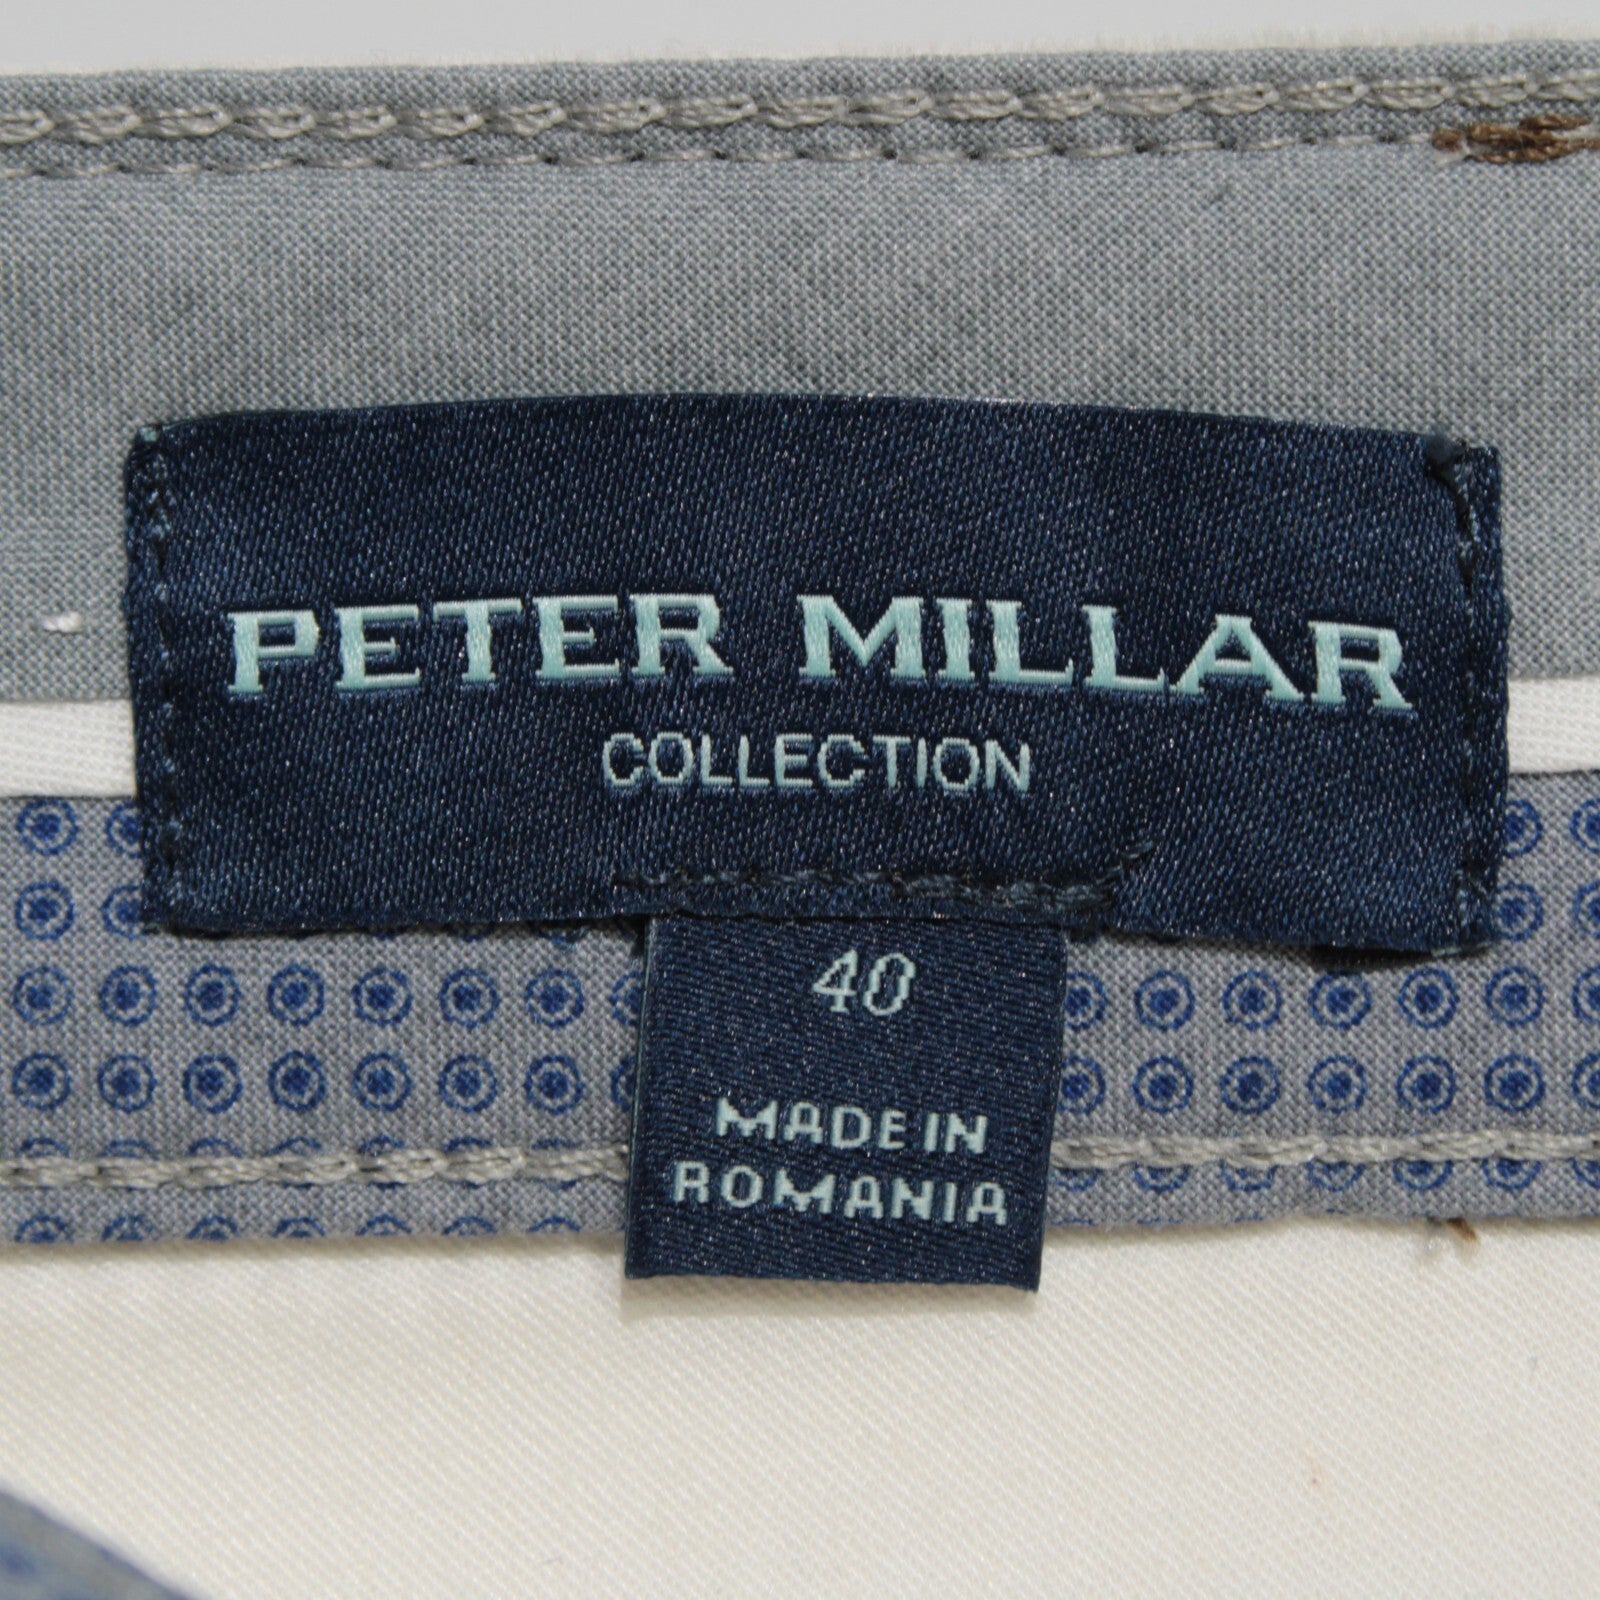 PETER MILLAR
COLLECTION
40
MADE IN
ROMANIA